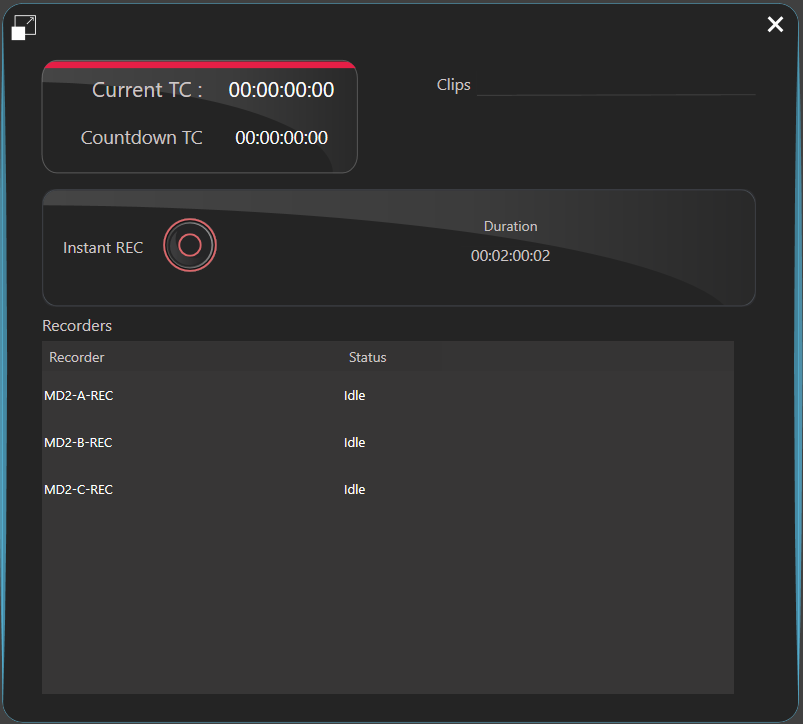 Current TC : 00:00:00:00
Clips
Countdown TC 00:00:00:00
Instant REC
Duration
00:02:00:02
Recorders
Recorder Status
MD2-A-REC Idle
MD2-B-REC Idle
MD2-C-REC Idle